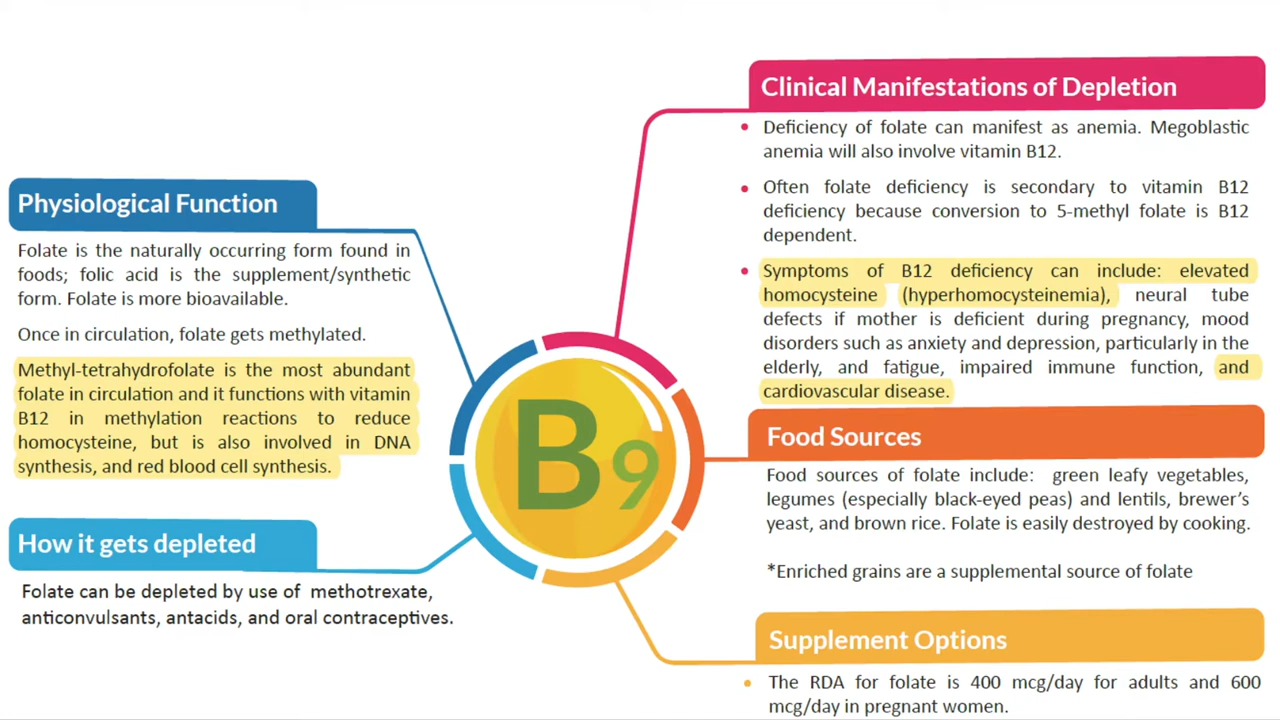 Physiological Function
Folate is the naturally occurring form found in
foods; folic acid is the supplement/synthetic
form. Folate is more bioavailable.
Once in circulation, folate gets methylated.
Methyl-tetrahydrofolate is the most abundant
folate in circulation and it functions with vitamin
B12 in methylation reactions to reduce
homocysteine, but is also involved in DNA
synthesis, and red blood cell synthesis.
How it gets depleted
Folate can be depleted by use of methotrexate,
anticonvulsants, antacids, and oral contraceptives.
B9
Clinical Manifestations of Depletion
• Deficiency of folate can manifest as anemia. Megoblastic
anemia will also involve vitamin B12.
• Often folate deficiency is secondary to vitamin B12
deficiency because conversion to 5-methyl folate is B12
dependent.
• Symptoms of B12 deficiency can include: elevated
homocysteine (hyperhomocysteinemia), neural tube
defects if mother is deficient during pregnancy, mood
disorders such as anxiety and depression, particularly in the
elderly, and fatigue, impaired immune function, and
cardiovascular disease.
Food Sources
Food sources of folate include: green leafy vegetables,
legumes (especially black-eyed peas) and lentils, brewer's
yeast, and brown rice. Folate is easily destroyed by cooking.
*Enriched grains are a supplemental source of folate
Supplement Options
• The RDA for folate is 400 mcg/day for adults and 600
mcg/day in pregnant women.